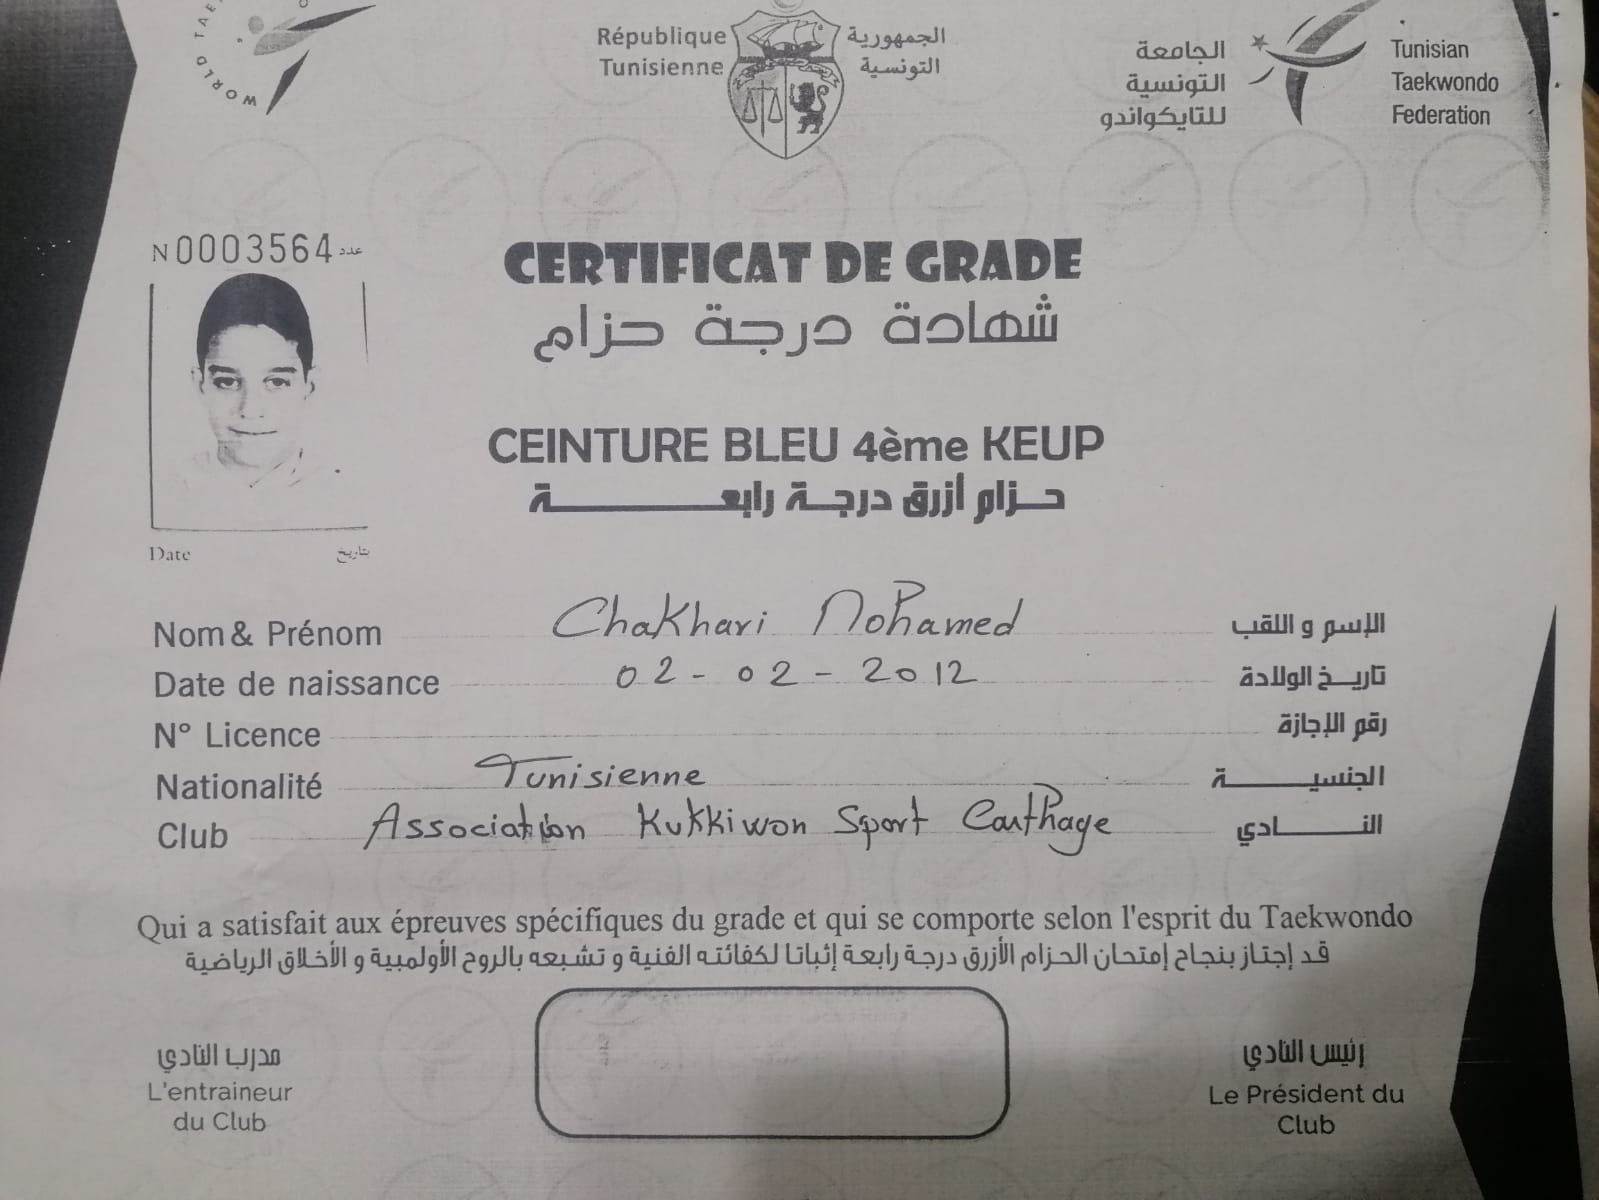 WORLD TAE
République
Tunisienne
الجمهورية
التونسية
الجامعة
التونسية
للتايكواندو
Tunisian
Taekwondo
Federation
N 0003564 عدد
CERTIFICAT DE GRADE
شهادة درجة حزام
CEINTURE BLEU 4ème KEUP
حزام أزرق درجة رابعة
Date تاريخ
Nom & Prénom Chakhari Mohamed الإسم و اللقب
Date de naissance 02-02-2012 تاريخ الولادة
N° Licence رقم الإجازة
Nationalité Tunisienne الجنسية
Club Association Kukkiwon Sport Carthage النادي
Qui a satisfait aux épreuves spécifiques du grade et qui se comporte selon l'esprit du Taekwondo
قد إجتاز بنجاح إمتحان الحزام الأزرق درجة رابعة إثباتا لكفائته الفنية و تشبعه بالروح الأولمبية و الأخلاق الرياضية
مدرب النادي
L'entraineur
du Club
رئيس النادي
Le Président du
Club